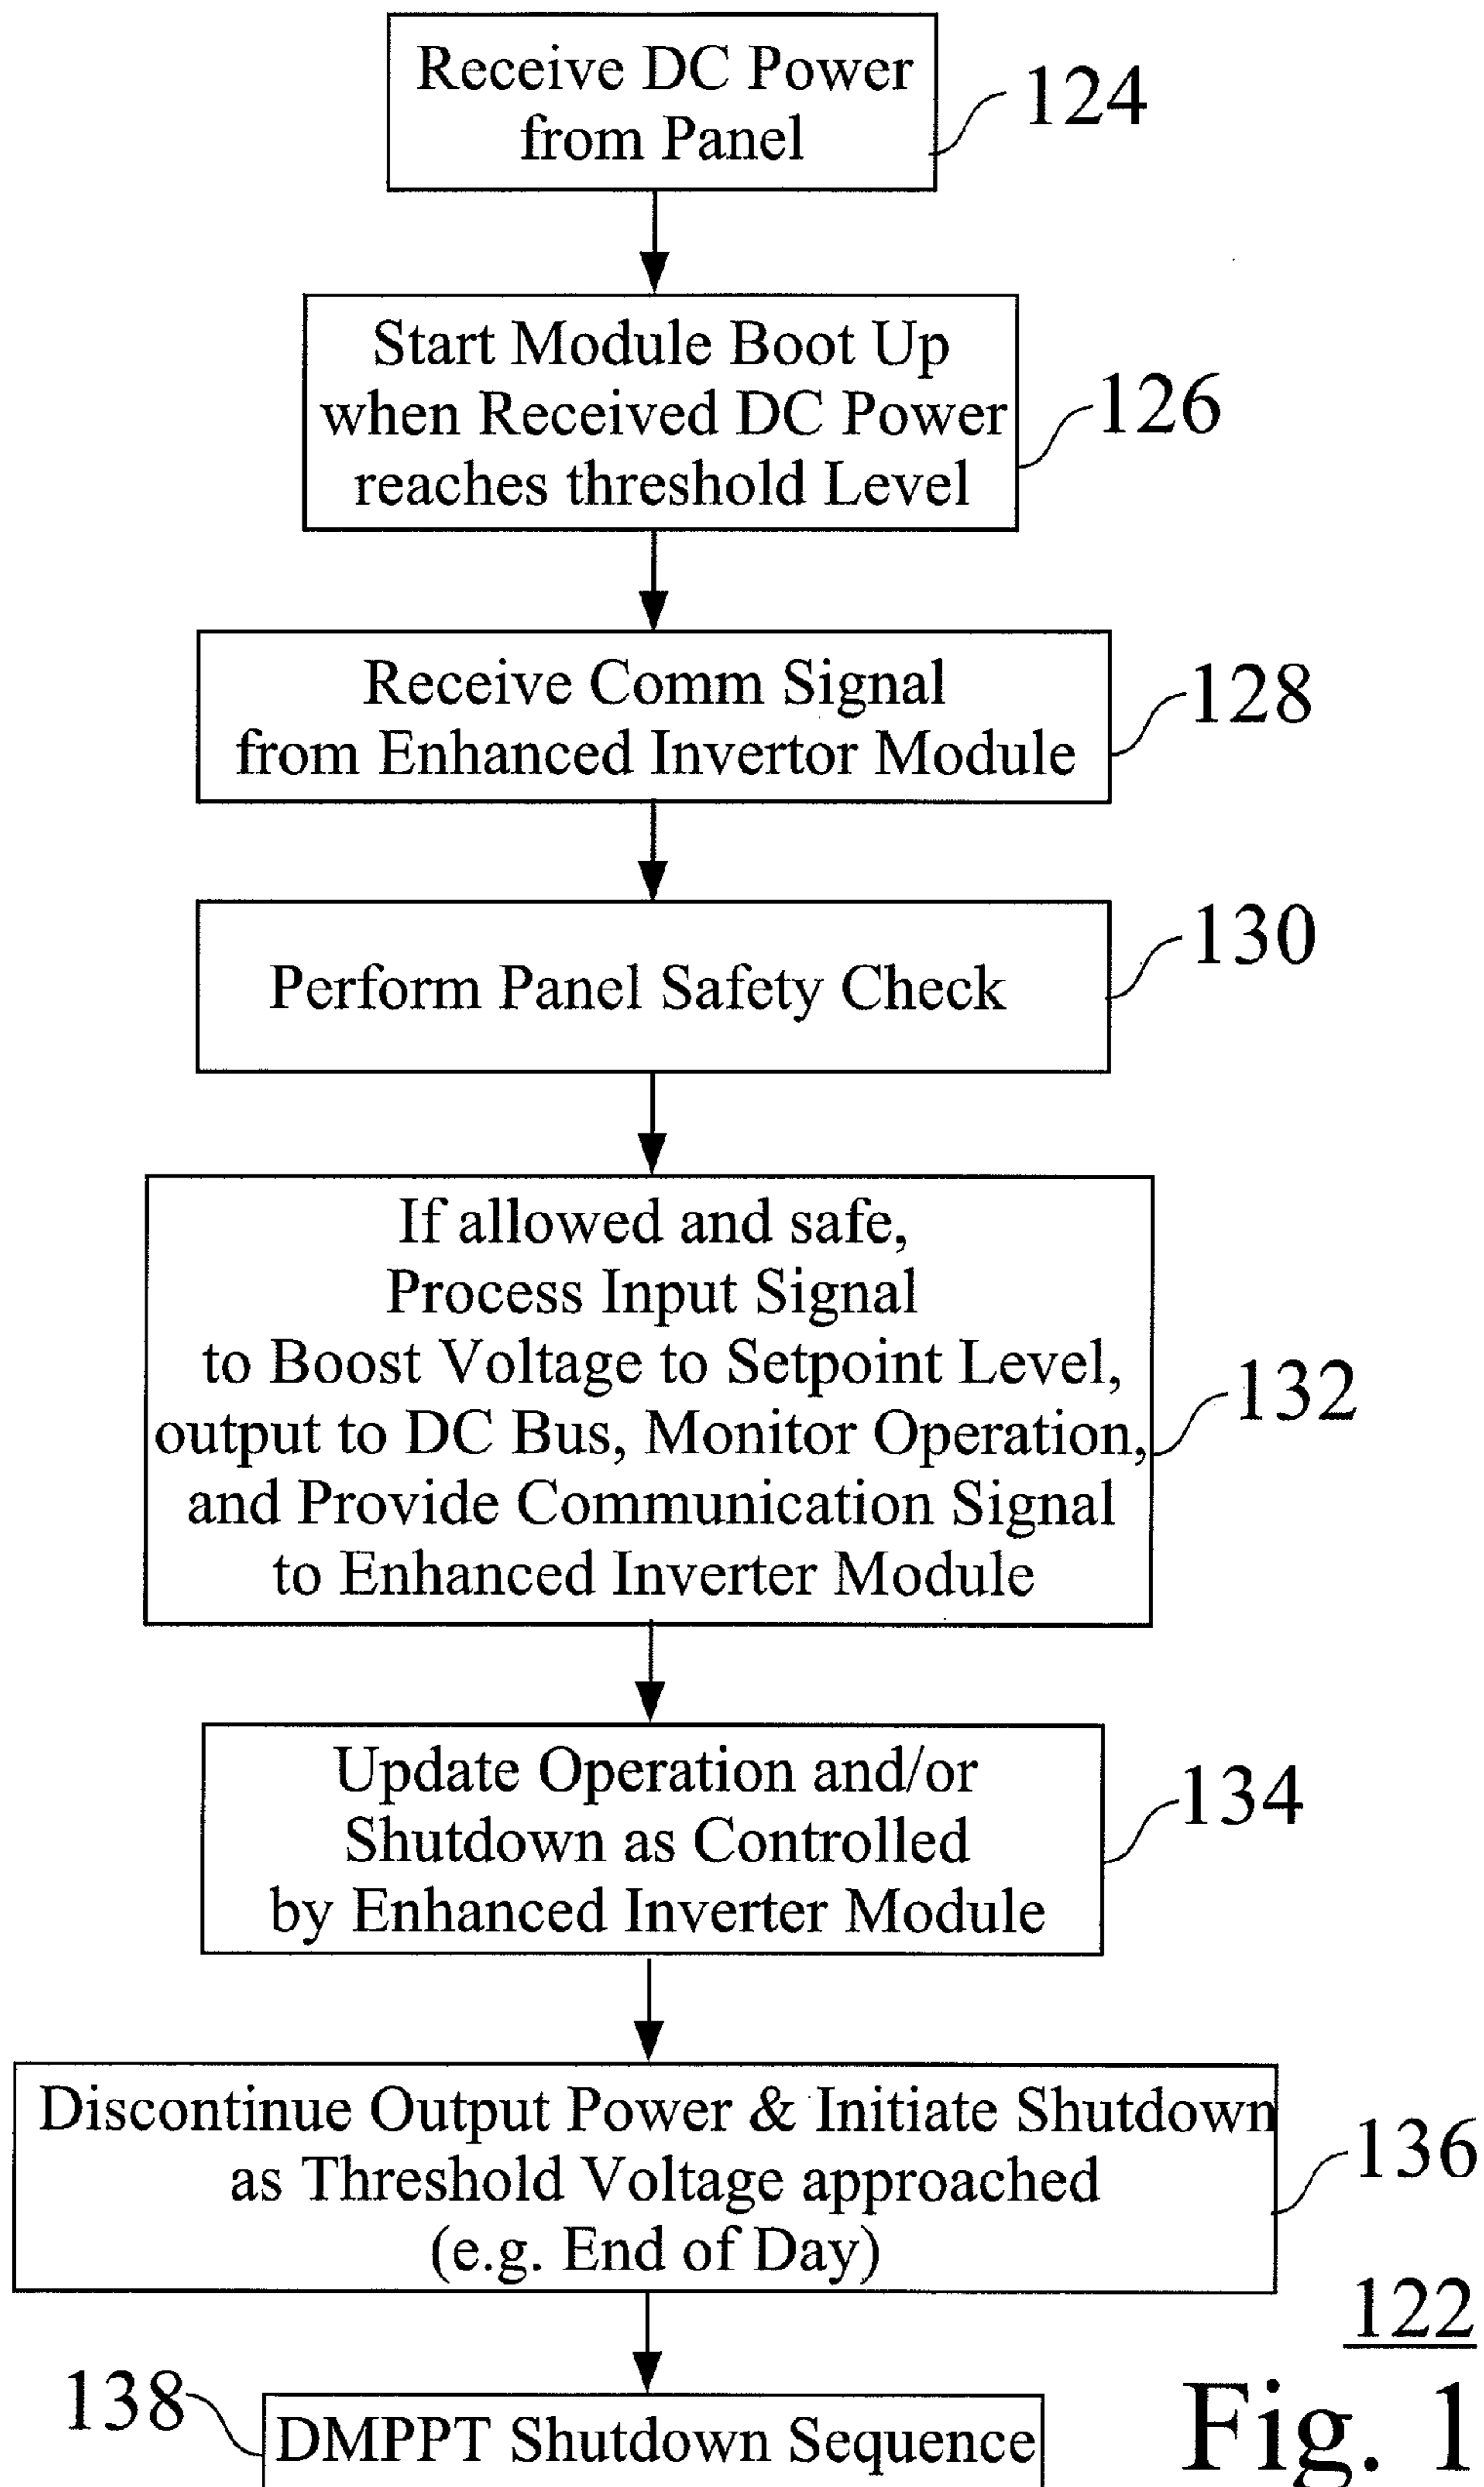 Receive DC Power
from Panel
124
Start Module Boot Up
when Received DC Power
reaches threshold Level
126
Receive Comm Signal
from Enhanced Invertor Module
128
Perform Panel Safety Check
130
If allowed and safe,
Process Input Signal
to Boost Voltage to Setpoint Level,
output to DC Bus, Monitor Operation,
and Provide Communication Signal
to Enhanced Inverter Module
132
Update Operation and/or
Shutdown as Controlled
by Enhanced Inverter Module
134
Discontinue Output Power & Initiate Shutdown
as Threshold Voltage approached
(e.g. End of Day)
136
122
138
DMPPT Shutdown Sequence
Fig. 1